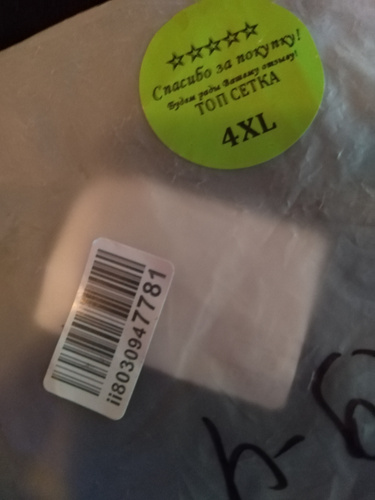 Спасибо за покупку!
Будем рады Вашему отзыву!
ТОП СЕТКА
4XL
ii8030947781